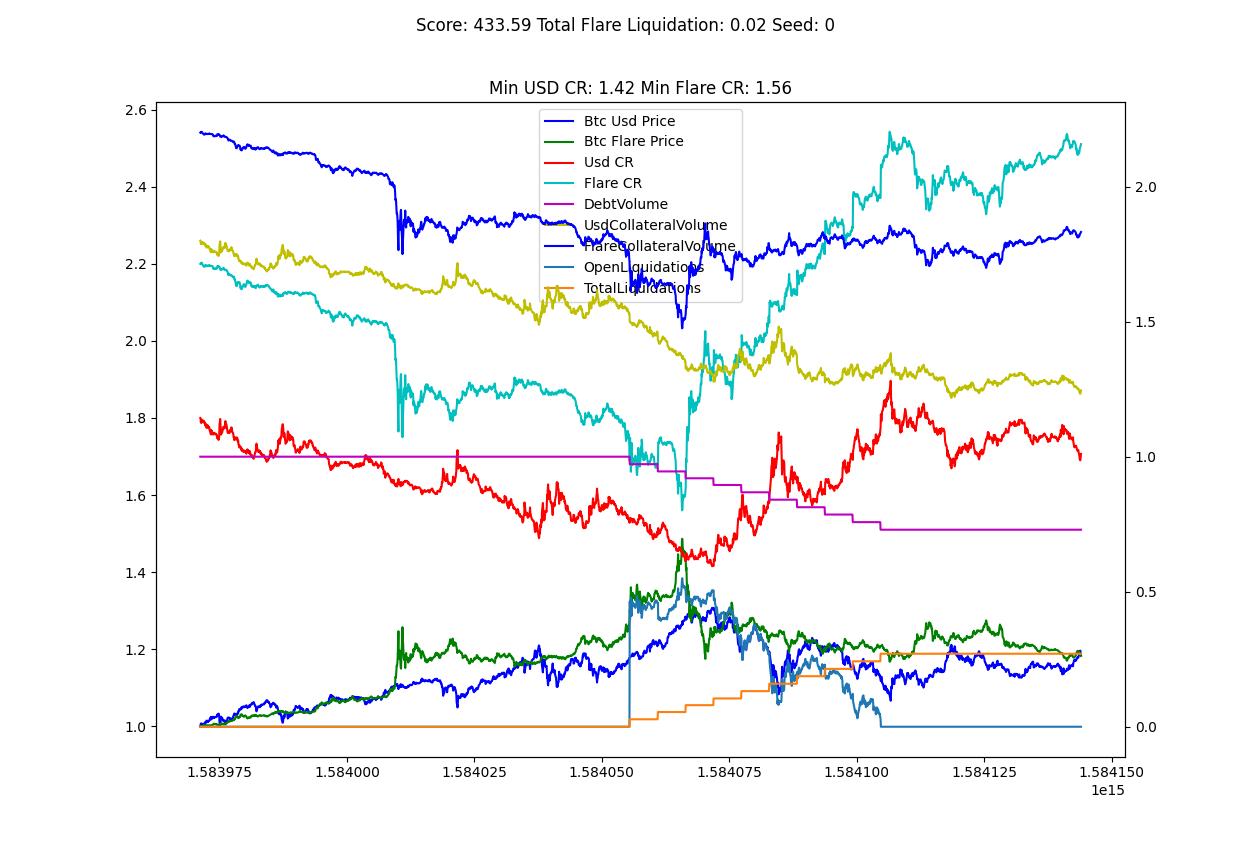 Score: 433.59 Total Flare Liquidation: 0.02 Seed: 0
Min USD CR: 1.42 Min Flare CR: 1.56
Btc Usd Price
Btc Flare Price
Usd CR
Flare CR
DebtVolume
UsdCollateralVolume
FlareCollateralVolume
OpenLiquidations
TotalLiquidations
2.6
2.4
2.2
2.0
1.8
1.6
1.4
1.2
1.0
2.0
1.5
1.0
0.5
0.0
1.583975 1.584000 1.584025 1.584050 1.584075 1.584100 1.584125 1.584150
1e15